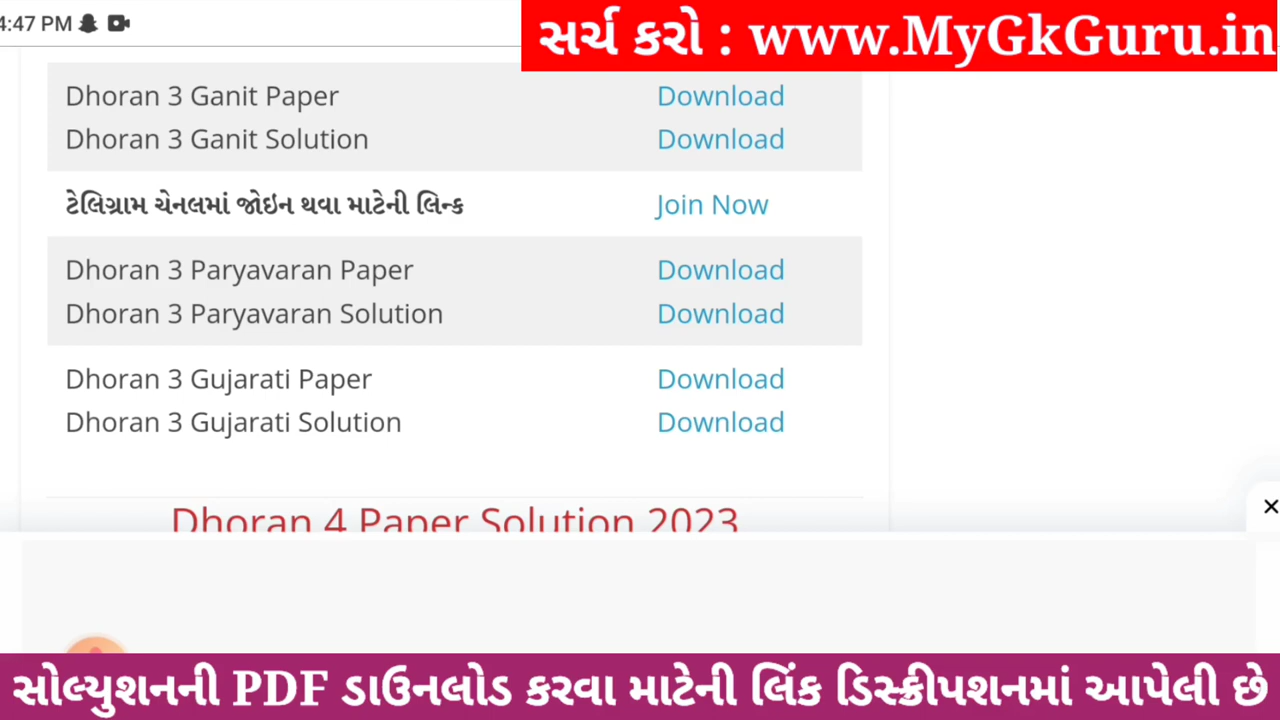 4:47 PM
સર્ચ કરો : www.MyGkGuru.in
Dhoran 3 Ganit Paper Download
Dhoran 3 Ganit Solution Download
ટેલિગ્રામ ચેનલમાં જોઇન થવા માટેની લિન્ક Join Now
Dhoran 3 Paryavaran Paper Download
Dhoran 3 Paryavaran Solution Download
Dhoran 3 Gujarati Paper Download
Dhoran 3 Gujarati Solution Download
Dhoran 4 Paper Solution 2023
સોલ્યુશનની PDF ડાઉનલોડ કરવા માટેની લિંક ડિસ્ક્રીપશનમાં આપેલી છે